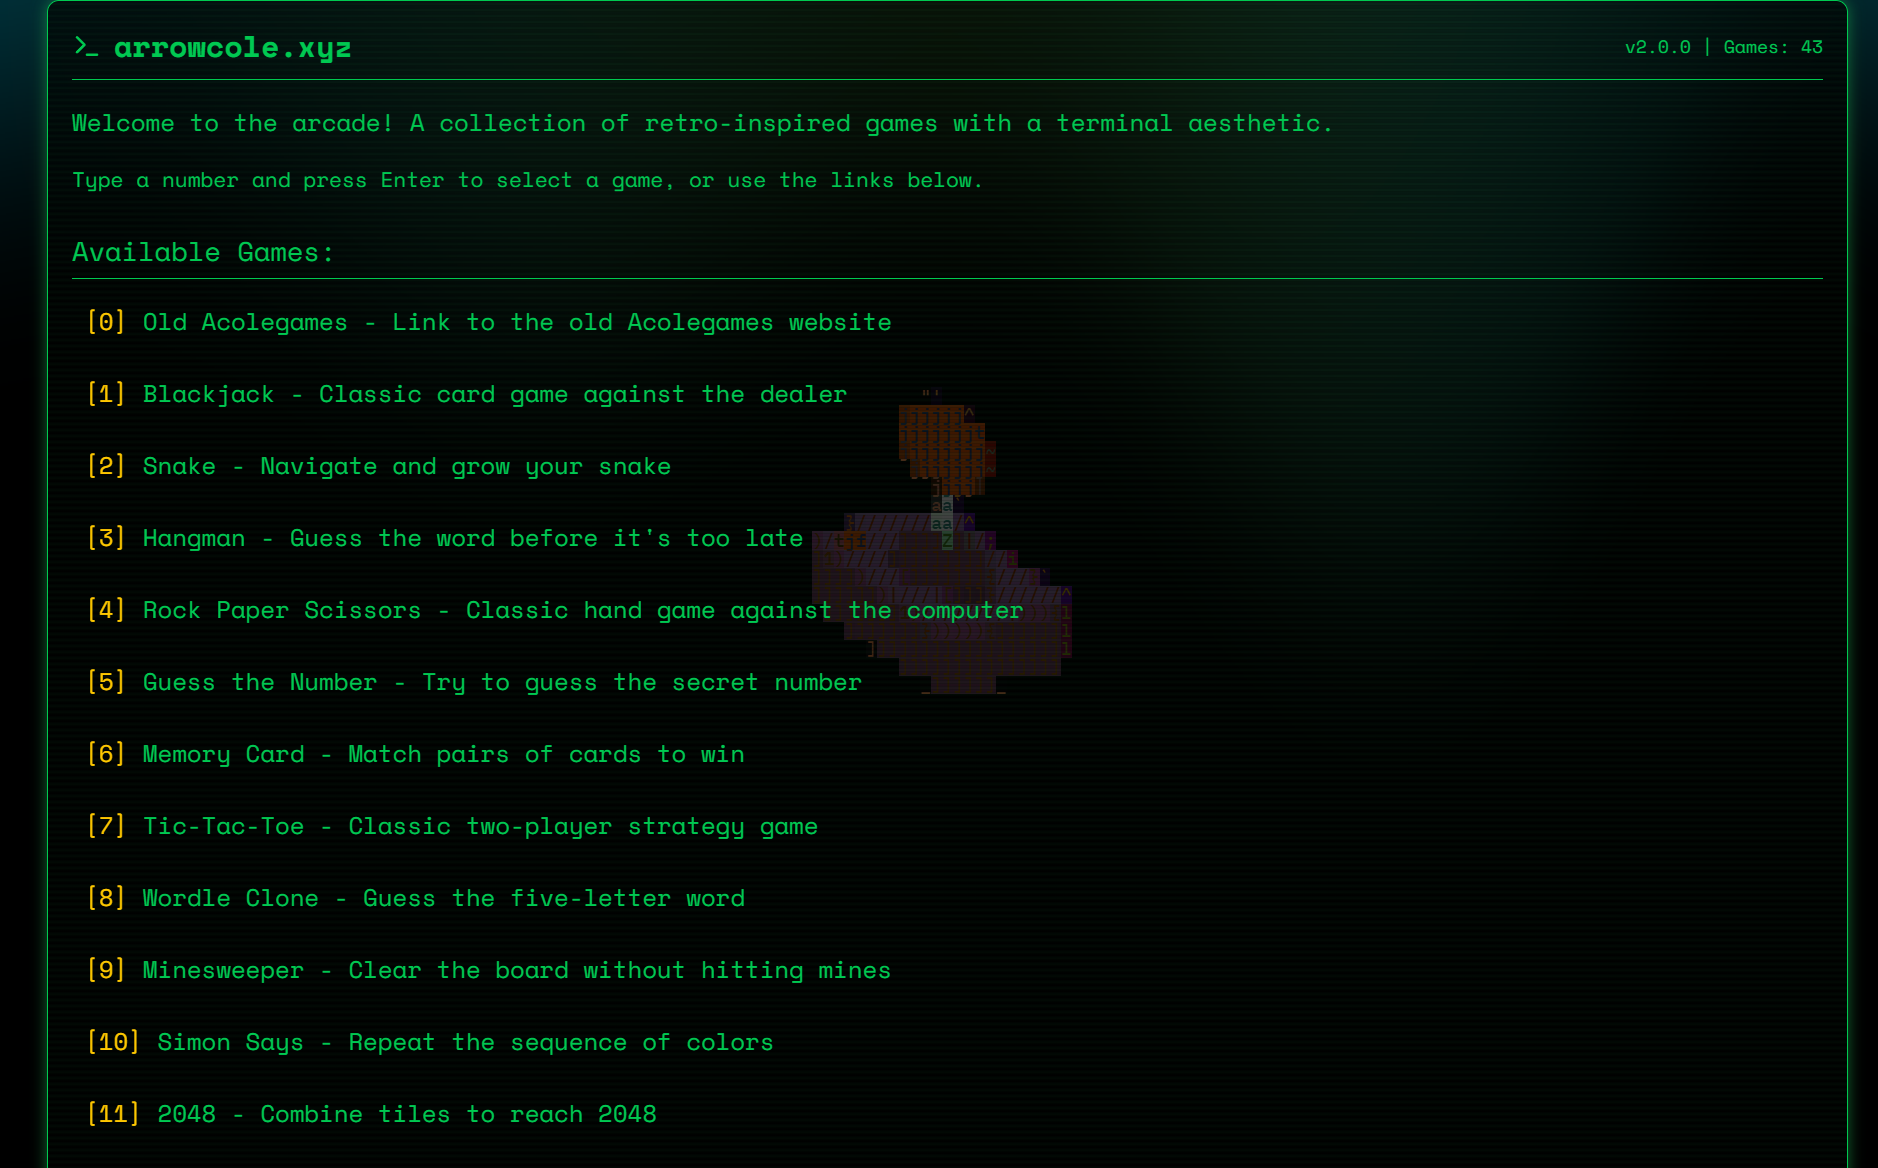 >_ arrowcole.xyz
v2.0.0 | Games: 43
Welcome to the arcade! A collection of retro-inspired games with a terminal aesthetic.
Type a number and press Enter to select a game, or use the links below.
Available Games:
[0] Old Acolegames - Link to the old Acolegames website
[1] Blackjack - Classic card game against the dealer
[2] Snake - Navigate and grow your snake
[3] Hangman - Guess the word before it's too late
[4] Rock Paper Scissors - Classic hand game against the computer
[5] Guess the Number - Try to guess the secret number
[6] Memory Card - Match pairs of cards to win
[7] Tic-Tac-Toe - Classic two-player strategy game
[8] Wordle Clone - Guess the five-letter word
[9] Minesweeper - Clear the board without hitting mines
[10] Simon Says - Repeat the sequence of colors
[11] 2048 - Combine tiles to reach 2048